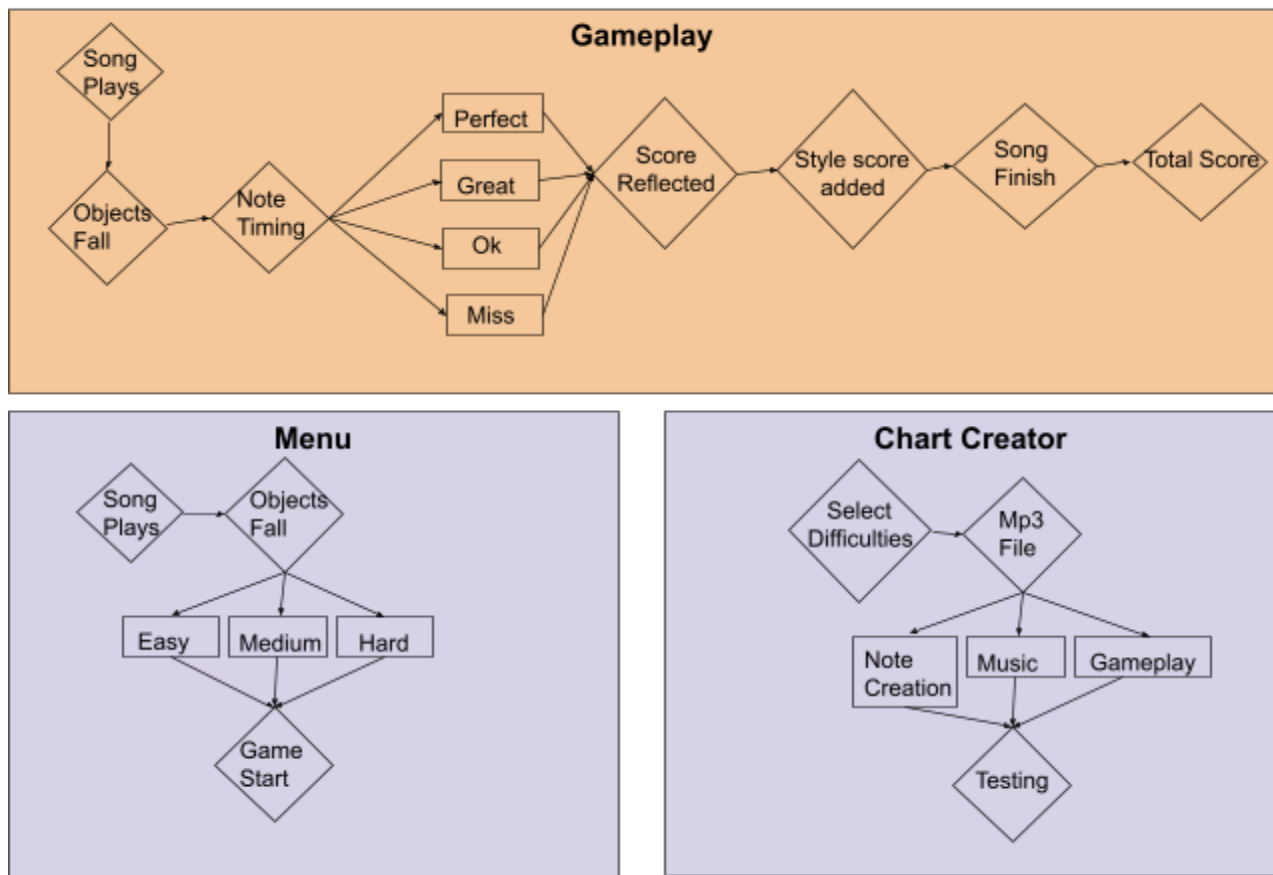 Gameplay
Song
Plays
Objects
Fall
Note
Timing
Perfect
Great
Ok
Miss
Score
Reflected
Style score
added
Song
Finish
Total Score
Menu
Song
Plays
Objects
Fall
Easy
Medium
Hard
Game
Start
Chart Creator
Select
Difficulties
Mp3
File
Note
Creation
Music
Gameplay
Testing